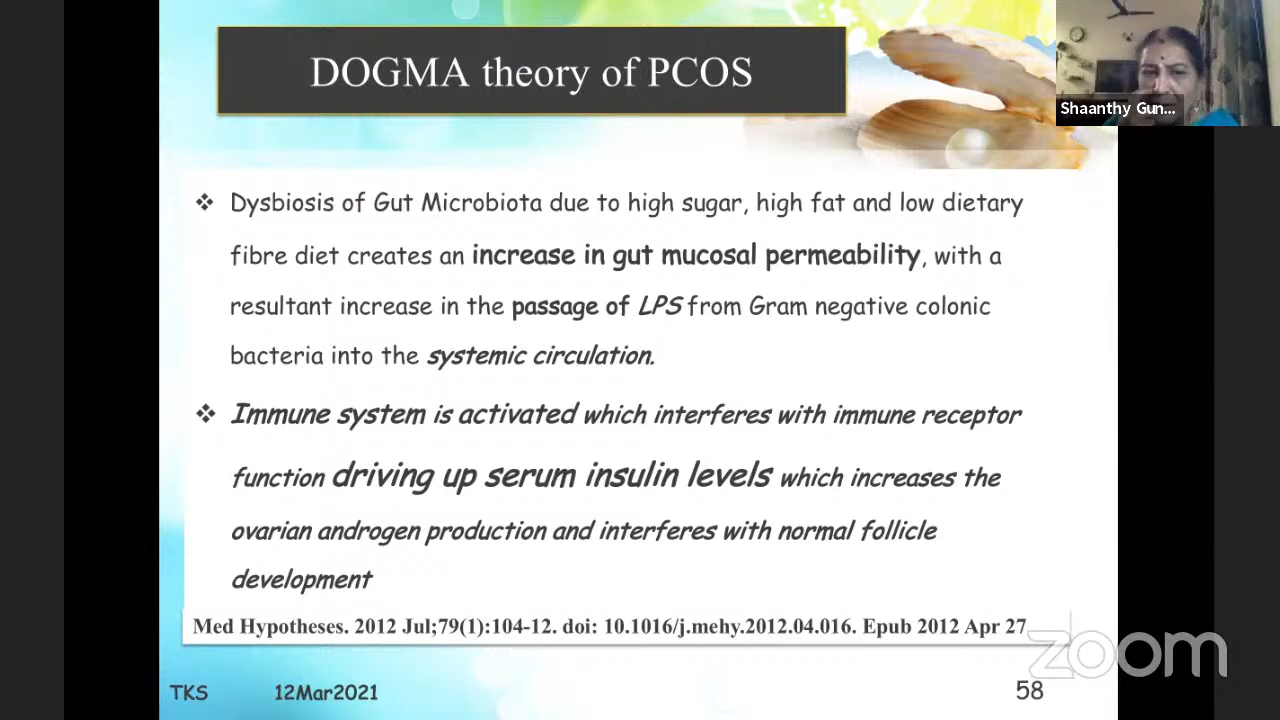 DOGMA theory of PCOS
Shaanthy Gun...
❖ Dysbiosis of Gut Microbiota due to high sugar, high fat and low dietary
fibre diet creates an increase in gut mucosal permeability, with a
resultant increase in the passage of LPS from Gram negative colonic
bacteria into the systemic circulation.
❖ Immune system is activated which interferes with immune receptor
function driving up serum insulin levels which increases the
ovarian androgen production and interferes with normal follicle
development
Med Hypotheses. 2012 Jul;79(1):104-12. doi: 10.1016/j.mehy.2012.04.016. Epub 2012 Apr 27
zoom
TKS 12Mar2021 58